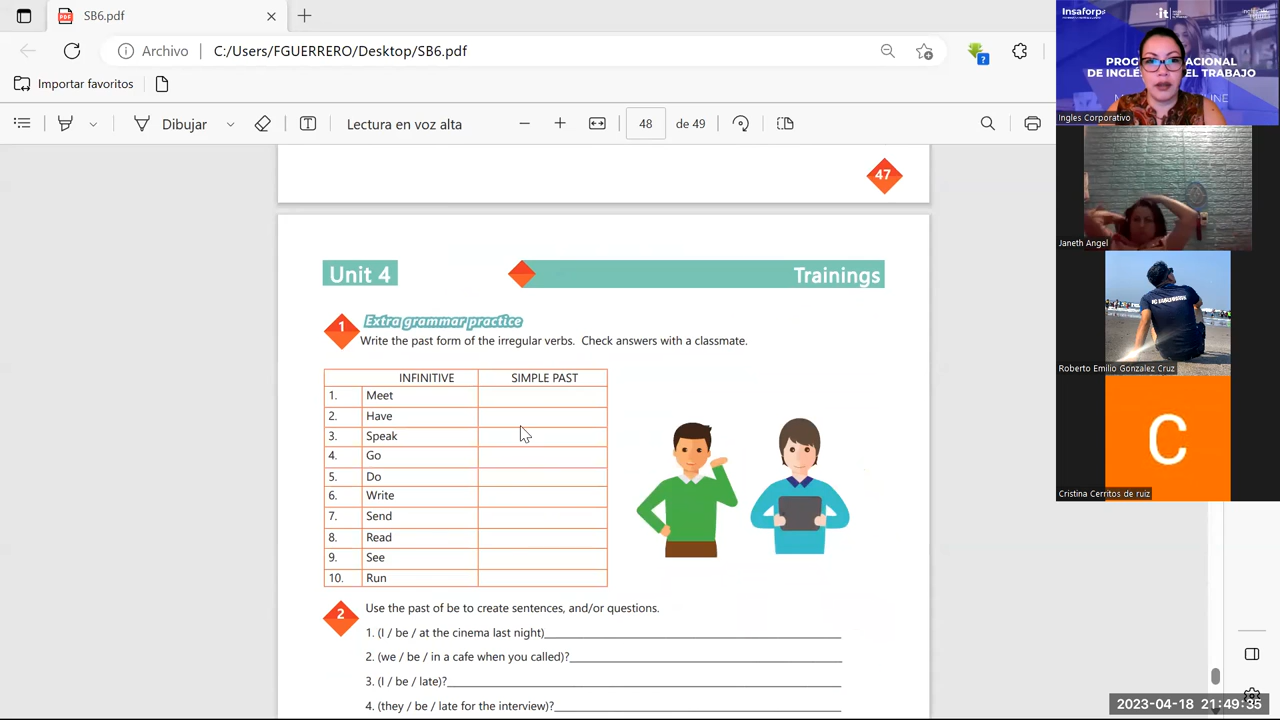 SB6.pdf
Archivo
C:/Users/FGUERRERO/Desktop/SB6.pdf
Importar favoritos
Dibujar
ectura en voz alta
48
de 49
47
Unit 4
Trainings
1
Extra grammar practice
Write the past form of the irregular verbs. Check answers with a classmate.
INFINITIVE SIMPLE PAST
1. Meet
2. Have
3. Speak
4. Go
5. Do
6. Write
7. Send
8. Read
9. See
10. Run
2
Use the past of be to create sentences, and/or questions.
1. (I / be / at the cinema last night)
2. (we / be / in a cafe when you called)?
3. (I / be / late)?
4. (they / be / late for the interview)?
Insaforp
Ingles Corporativo
Janeth Angel
Roberto Emilio Gonzalez Cruz
C
Cristina Cerritos de ruiz
2023-04-18 21:49:35